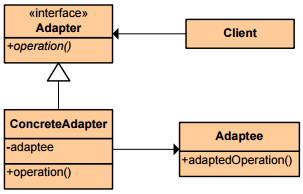 «interface»
Adapter
+operation()
Client
ConcreteAdapter
-adaptee
+operation()
Adaptee
+adaptedOperation()